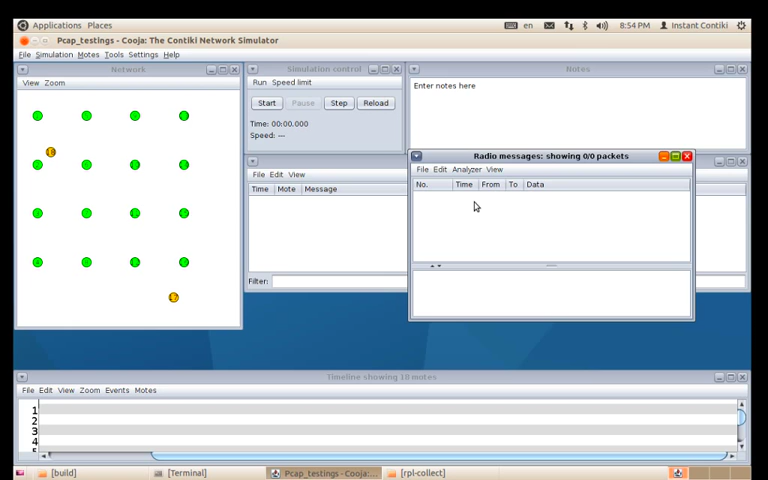 Applications Places
en 8:54 PM Instant Contiki
Pcap_testings - Cooja: The Contiki Network Simulator
File Simulation Motes Tools Settings Help
Network
View Zoom
18
17
Simulation control
Run Speed limit
Start Pause Step Reload
Time: 00:00.000
Speed: ---
Notes
Enter notes here
File Edit View
Time Mote Message
Filter:
Radio messages: showing 0/0 packets
File Edit Analyzer View
No. Time From To Data
Timeline showing 18 motes
File Edit View Zoom Events Motes
1
2
3
4
5
[build] [Terminal] Pcap_testings - Cooja:... [rpl-collect]